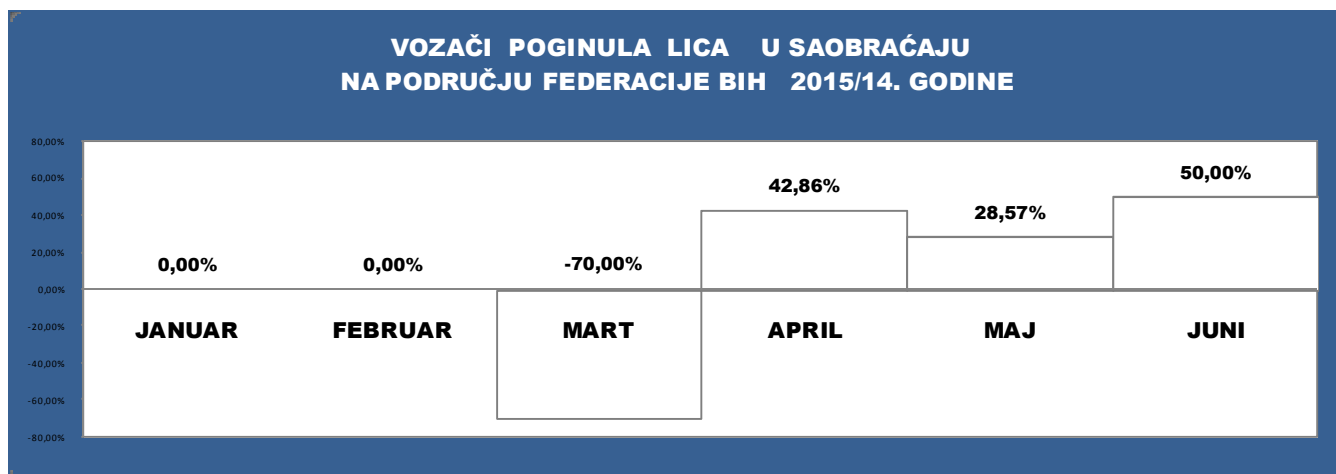 VOZAČI POGINULA LICA U SAOBRAĆAJU
NA PODRUČJU FEDERACIJE BIH 2015/14. GODINE
80,00%
60,00%
40,00%
20,00%
0,00%
-20,00%
-40,00%
-60,00%
-80,00%
0,00%
0,00%
-70,00%
42,86%
28,57%
50,00%
JANUAR
FEBRUAR
MART
APRIL
MAJ
JUNI